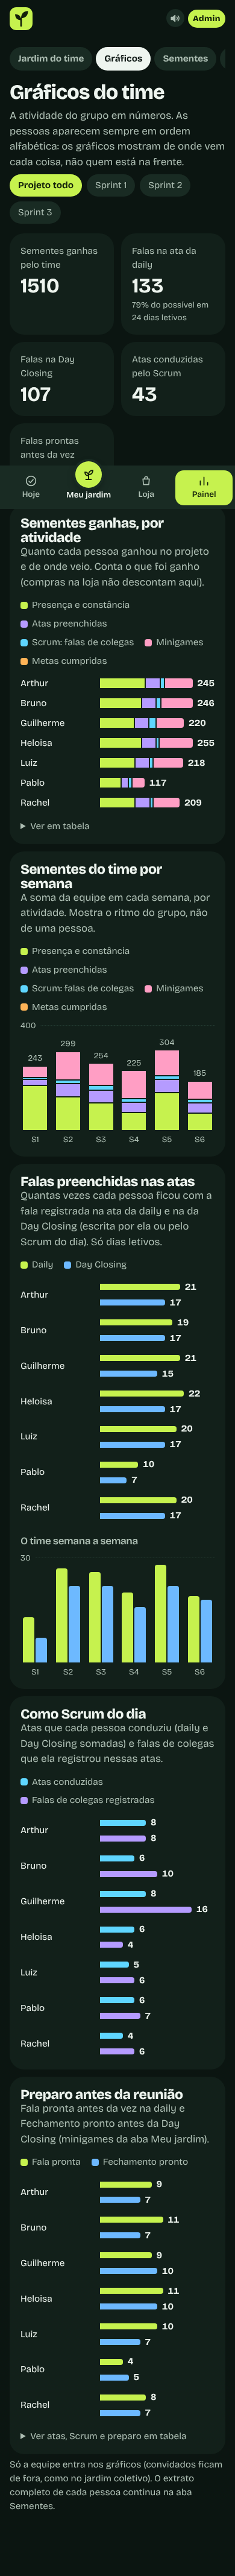 Admin
Jardim do time
Gráficos
Sementes
Gráficos do time
A atividade do grupo em números. As
pessoas aparecem sempre em ordem
alfabética: os gráficos mostram de onde vem
cada coisa, não quem está na frente.
Projeto todo
Sprint 1
Sprint 2
Sprint 3
Sementes ganhas
pelo time
1510
Falas na ata da
daily
133
79% do possível em
24 dias letivos
Falas na Day
Closing
107
Atas conduzidas
pelo Scrum
43
Falas prontas
antes da vez
Hoje
Meu jardim
Loja
Painel
Sementes ganhas, por
atividade
Quanto cada pessoa ganhou no projeto
e de onde veio. Conta o que foi ganho
(compras na loja não descontam aqui).
Presença e constância
Atas preenchidas
Scrum: falas de colegas
Minigames
Metas cumpridas
Arthur 245
Bruno 246
Guilherme 220
Heloisa 255
Luiz 218
Pablo 117
Rachel 209
Ver em tabela
Sementes do time por
semana
A soma da equipe em cada semana, por
atividade. Mostra o ritmo do grupo, não
de uma pessoa.
Presença e constância
Atas preenchidas
Scrum: falas de colegas
Minigames
Metas cumpridas
400
243 299 254 225 304 185
S1 S2 S3 S4 S5 S6
Falas preenchidas nas atas
Quantas vezes cada pessoa ficou com a
fala registrada na ata da daily e na da
Day Closing (escrita por ela ou pelo
Scrum do dia). Só dias letivos.
Daily
Day Closing
Arthur 21
17
Bruno 19
17
Guilherme 21
15
Heloisa 22
17
Luiz 20
17
Pablo 10
7
Rachel 20
17
O time semana a semana
30
S1 S2 S3 S4 S5 S6
Como Scrum do dia
Atas que cada pessoa conduziu (daily e
Day Closing somadas) e falas de colegas
que ela registrou nessas atas.
Atas conduzidas
Falas de colegas registradas
Arthur 8
8
Bruno 6
10
Guilherme 8
16
Heloisa 6
4
Luiz 5
6
Pablo 6
7
Rachel 4
6
Preparo antes da reunião
Fala pronta antes da vez na daily e
Fechamento pronto antes da Day
Closing (minigames da aba Meu jardim).
Fala pronta
Fechamento pronto
Arthur 9
7
Bruno 11
7
Guilherme 9
10
Heloisa 11
10
Luiz 10
7
Pablo 4
5
Rachel 8
7
Ver atas, Scrum e preparo em tabela
Só a equipe entra nos gráficos (convidados ficam
de fora, como no jardim coletivo). O extrato
completo de cada pessoa continua na aba
Sementes.